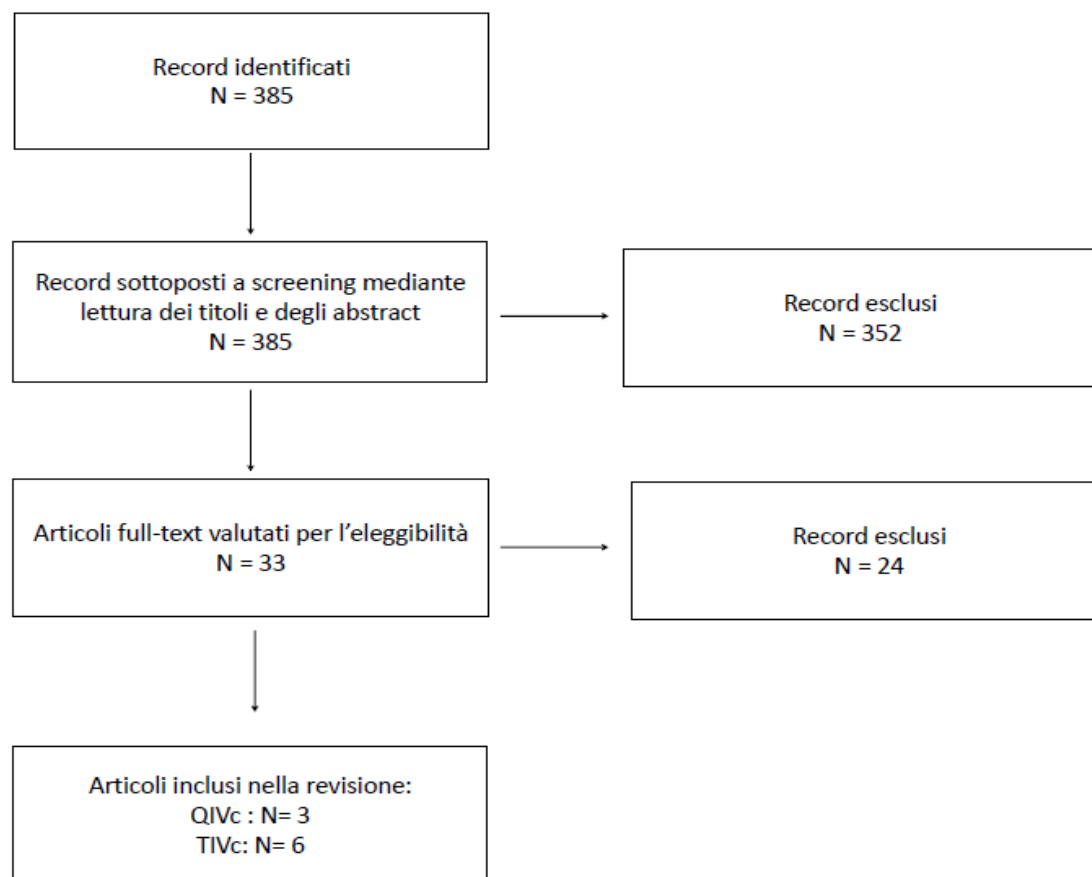 Record identificati
N = 385
Record sottoposti a screening mediante
lettura dei titoli e degli abstract
N = 385
Record esclusi
N = 352
Articoli full-text valutati per l'eleggibilità
N = 33
Record esclusi
N = 24
Articoli inclusi nella revisione:
QIVc : N= 3
TIVc: N= 6